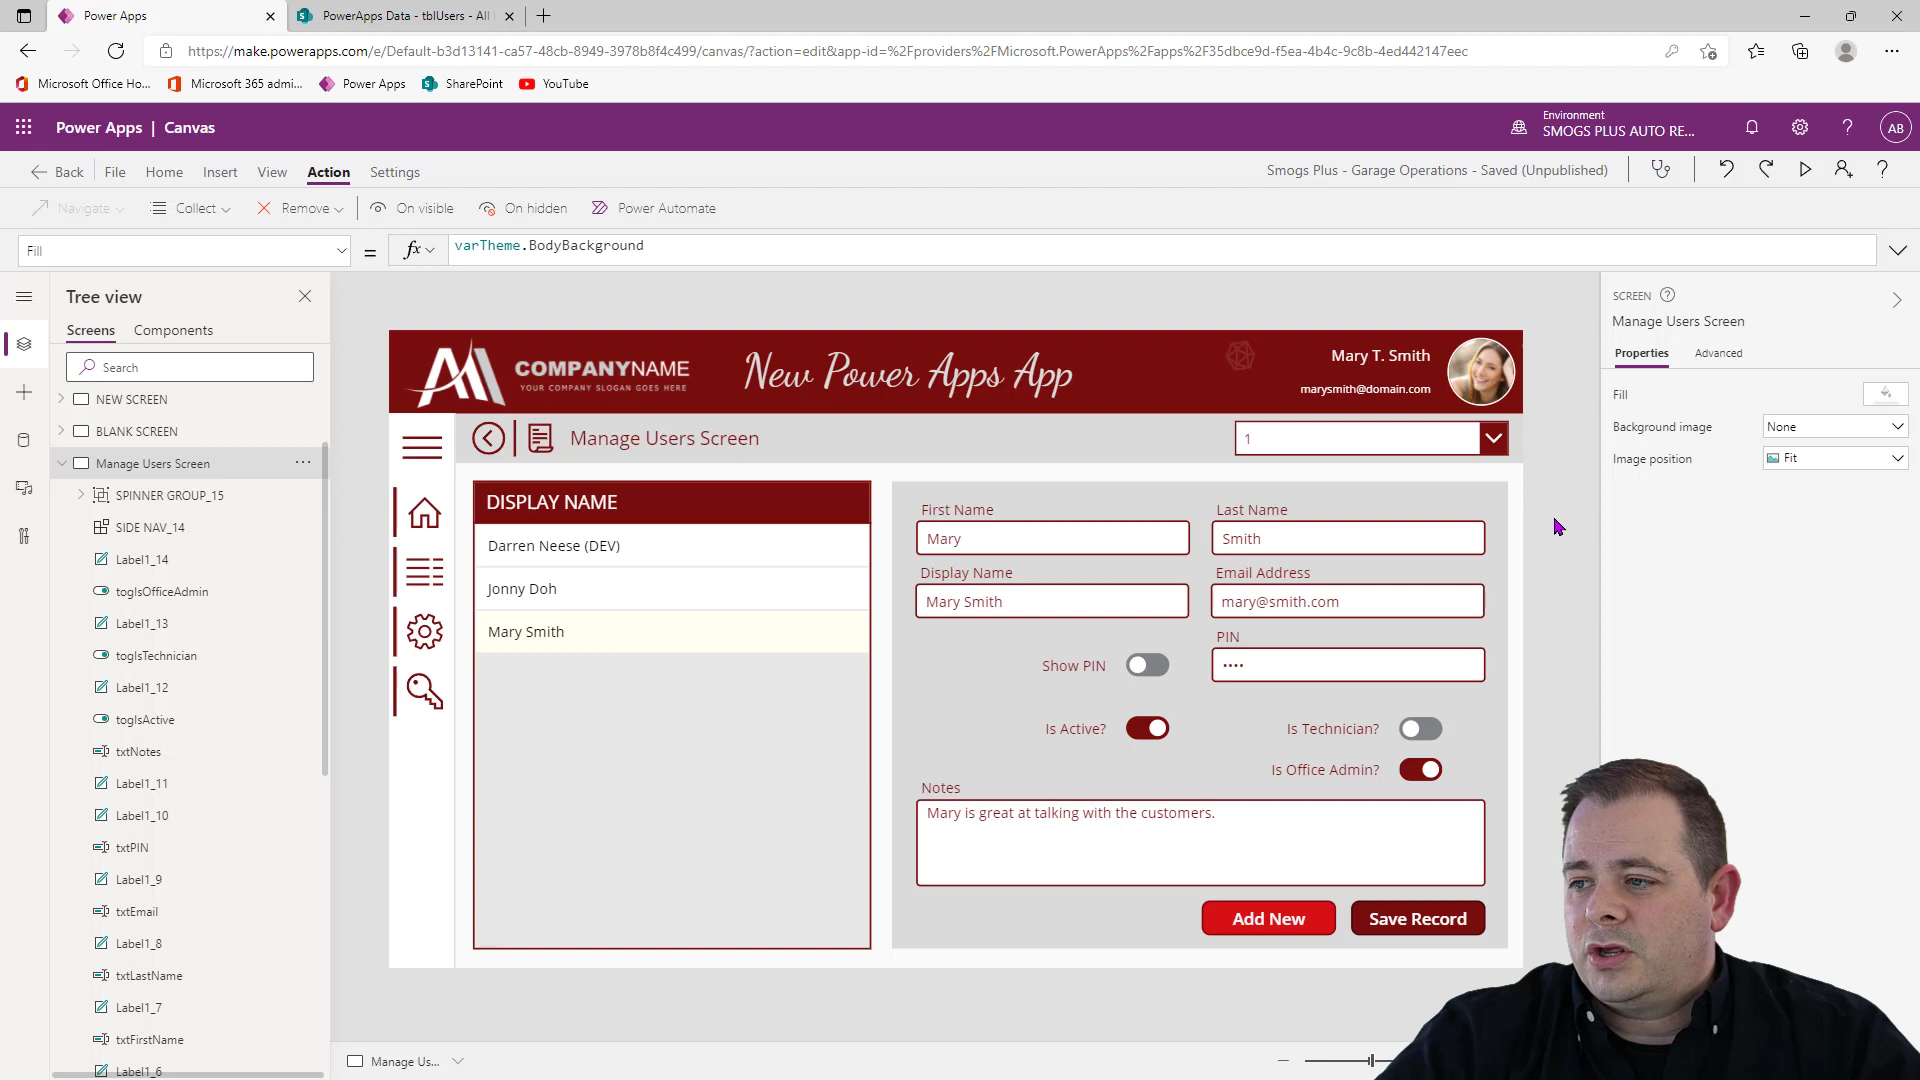 Power Apps
PowerApps Data - tblUsers - All
https://make.powerapps.com/e/Default-b3d13141-ca57-48cb-8949-3978b8f4c499/canvas/?action=edit&app-id=%2Fproviders%2FMicrosoft.PowerApps%2Fapps%2F35dbce9d-f5ea-4b4c-9c8b-4ed442147eec
Microsoft Office Ho... Microsoft 365 admi... Power Apps SharePoint YouTube
Power Apps | Canvas
Environment
SMOGS PLUS AUTO RE...
AB
Back File Home Insert View Action Settings
Smogs Plus - Garage Operations - Saved (Unpublished)
Navigate Collect Remove On visible On hidden Power Automate
Fill = fx varTheme.BodyBackground
Tree view
Screens Components
Search
NEW SCREEN
BLANK SCREEN
Manage Users Screen ...
SPINNER GROUP_15
SIDE NAV_14
Label1_14
togIsOfficeAdmin
Label1_13
togIsTechnician
Label1_12
togIsActive
txtNotes
Label1_11
Label1_10
txtPIN
Label1_9
txtEmail
Label1_8
txtLastName
Label1_7
txtFirstName
Label1_6
COMPANYNAME
YOUR COMPANY SLOGAN GOES HERE
New Power Apps App
Mary T. Smith
marysmith@domain.com
Manage Users Screen
1
DISPLAY NAME
Darren Neese (DEV)
Jonny Doh
Mary Smith
First Name Last Name
Mary Smith
Display Name Email Address
Mary Smith mary@smith.com
PIN
Show PIN ••••
Is Active? Is Technician?
Is Office Admin?
Notes
Mary is great at talking with the customers.
Add New Save Record
SCREEN
Manage Users Screen
Properties Advanced
Fill
Background image None
Image position Fit
Manage Us...